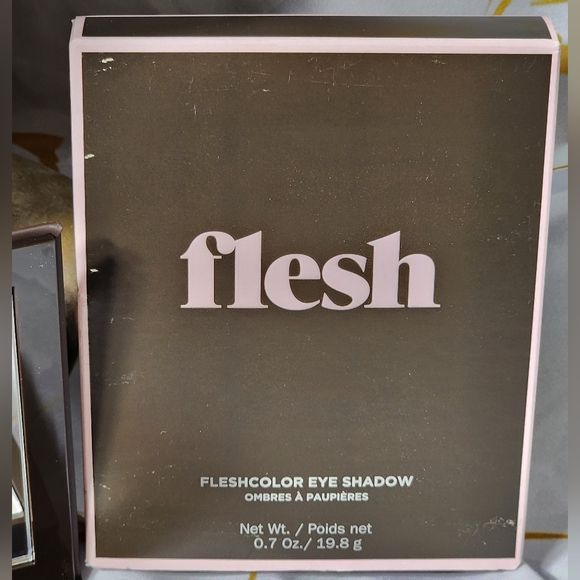 flesh
FLESHCOLOR EYE SHADOW
OMBRES À PAUPIÈRES
Net Wt. / Poids net
0.7 Oz./ 19.8 g